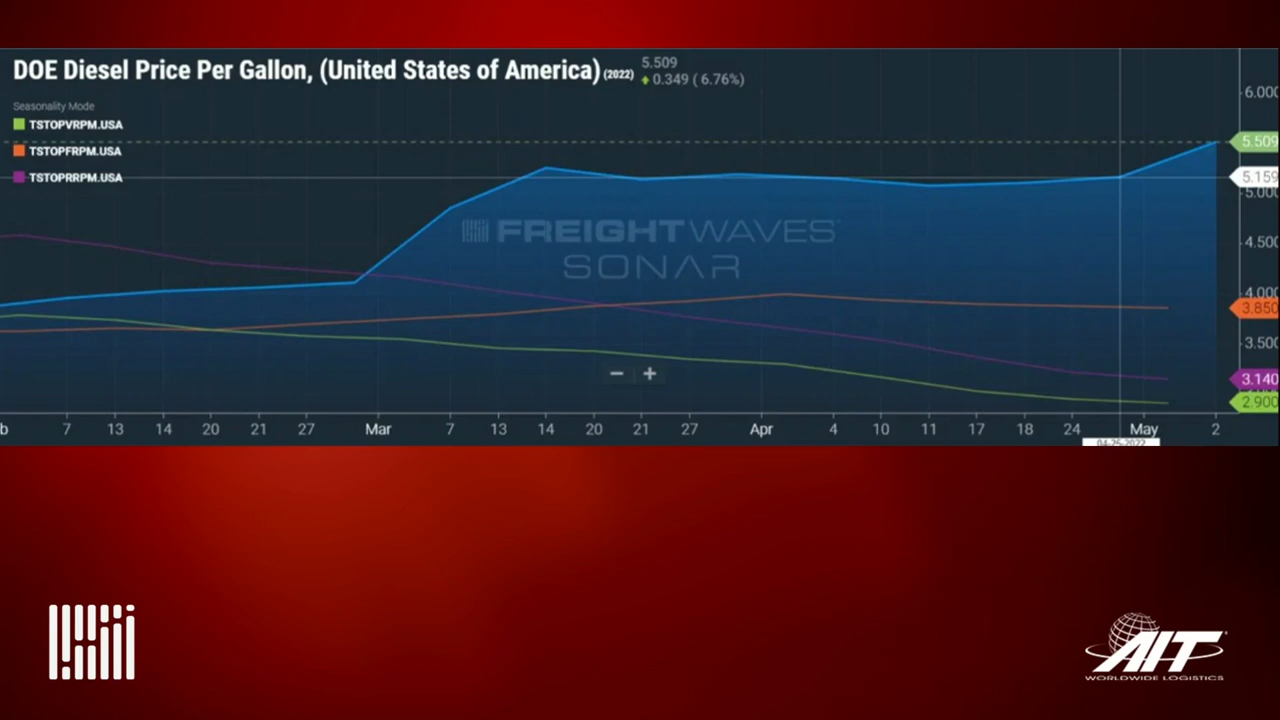 DOE Diesel Price Per Gallon, (United States of America) (2022)
5.509
0.349 ( 6.76%)
Seasonality Mode
TSTOPVRPM.USA
TSTOPFRPM.USA
TSTOPRRPM.USA
6.000
5.509
5.159
5.000
4.500
4.000
3.850
3.500
3.140
2.900
FREIGHTWAVES
SONAR
− +
b 7 13 14 20 21 27 Mar 7 13 14 20 21 27 Apr 4 10 11 17 18 24 May 2
04-25-2022
AIT
WORLDWIDE LOGISTICS